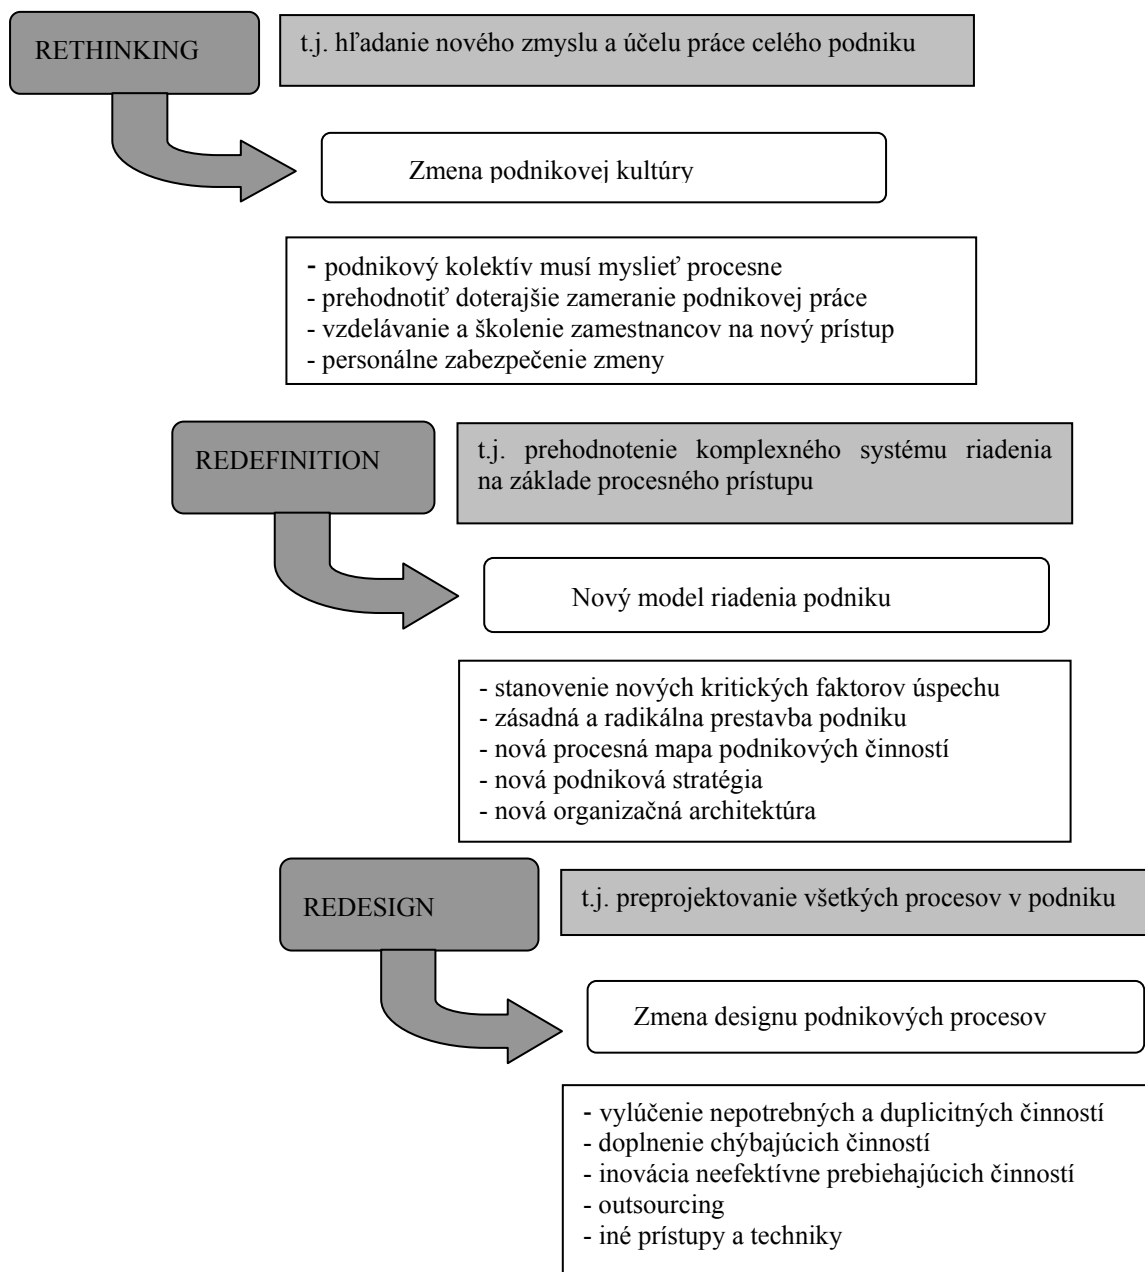 RETHINKING
t.j. hľadanie nového zmyslu a účelu práce celého podniku
Zmena podnikovej kultúry
- podnikový kolektív musí myslieť procesne
- prehodnotiť doterajšie zameranie podnikovej práce
- vzdelávanie a školenie zamestnancov na nový prístup
- personálne zabezpečenie zmeny
REDEFINITION
t.j. prehodnotenie komplexného systému riadenia
na základe procesného prístupu
Nový model riadenia podniku
- stanovenie nových kritických faktorov úspechu
- zásadná a radikálna prestavba podniku
- nová procesná mapa podnikových činností
- nová podniková stratégia
- nová organizačná architektúra
REDESIGN
t.j. preprojektovanie všetkých procesov v podniku
Zmena designu podnikových procesov
- vylúčenie nepotrebných a duplicitných činností
- doplnenie chýbajúcich činností
- inovácia neefektívne prebiehajúcich činností
- outsourcing
- iné prístupy a techniky